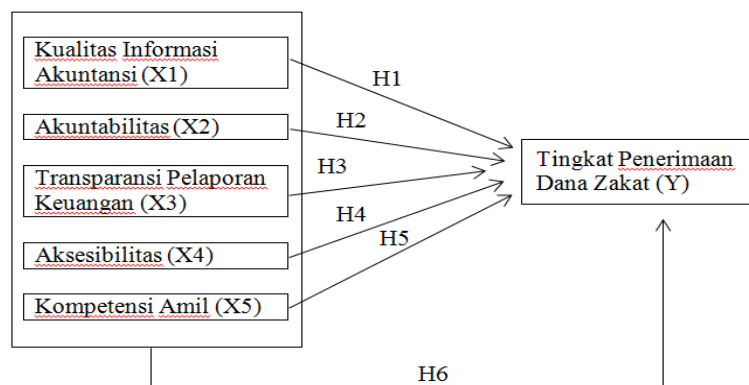 Kualitas Informasi
Akuntansi (X1)
H1
Akuntabilitas (X2)
H2
Transparansi Pelaporan
Keuangan (X3)
H3
Tingkat Penerimaan
Dana Zakat (Y)
Aksesibilitas (X4)
H4
H5
Kompetensi Amil (X5)
H6